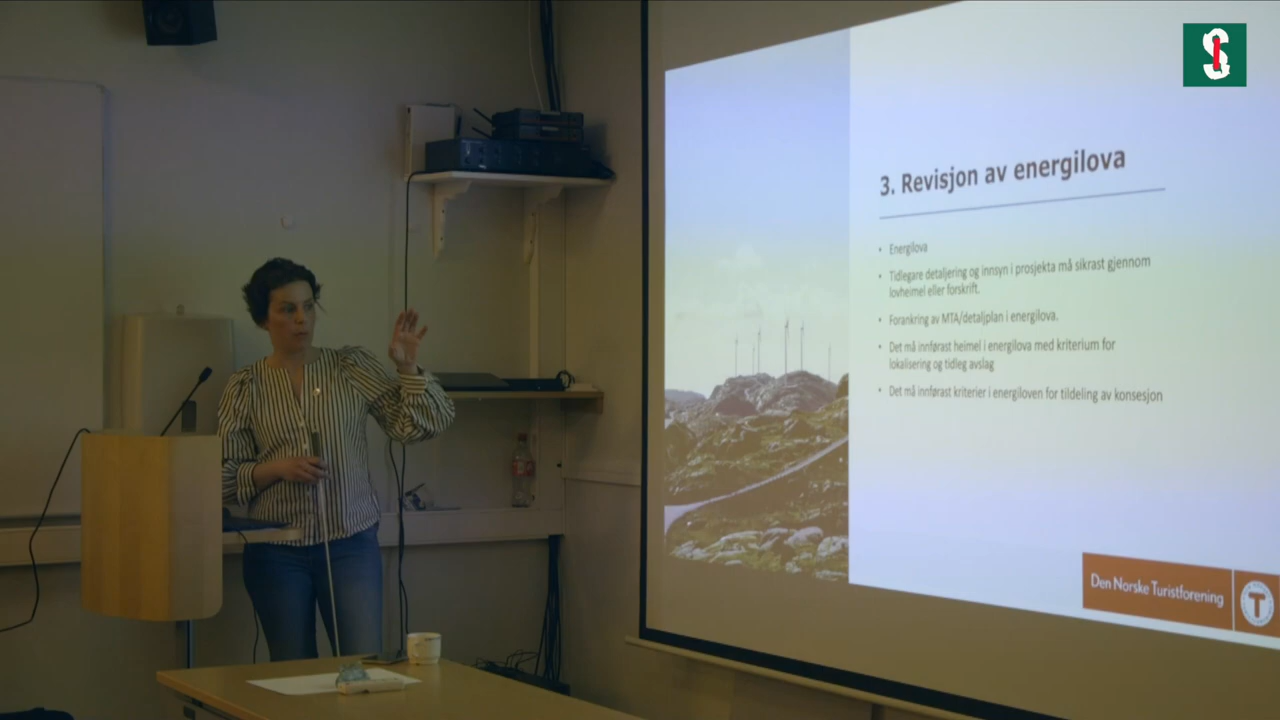 3. Revisjon av energilova
• Energilova
• Tidlegare detaljering og innsyn i prosjekta må sikrast gjennom
lovheimel eller forskrift.
• Forankring av MTA/detaljplan i energilova.
• Det må innførast heimel i energilova med kriterium for
lokalisering og tidleg avslag
• Det må innførast kriterier i energiloven for tildeling av konsesjon
Den Norske Turistforening
T
S